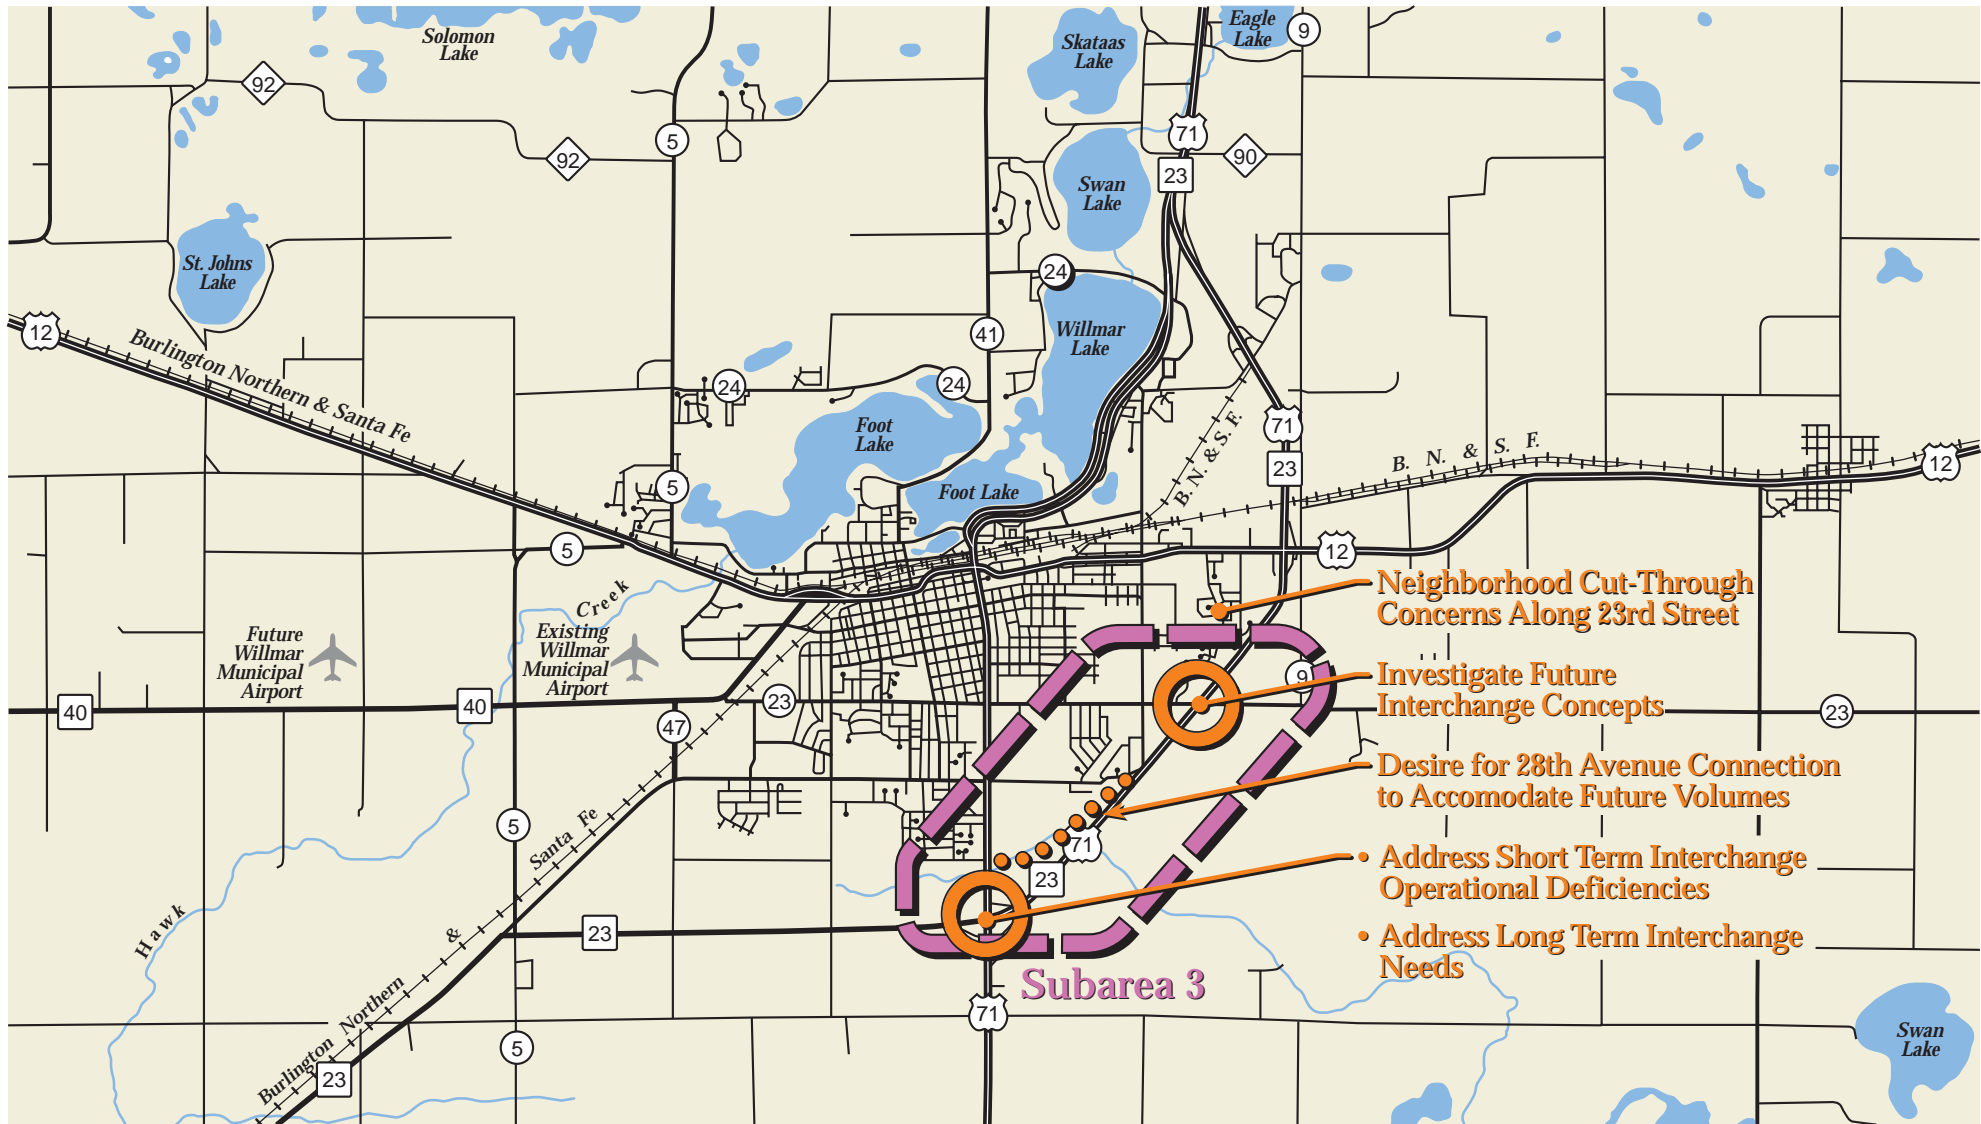 Solomon
Lake
Skataas
Lake
Eagle
Lake
9
92
5
92
71
90
23
Swan
Lake
St. Johns
Lake
24
12
41
Willmar
Lake
Burlington Northern & Santa Fe
24
24
Foot
Lake
71
23
B. N. & S. F.
B. N. & S. F.
12
5
Foot Lake
5
12
Creek
Neighborhood Cut-Through
Concerns Along 23rd Street
Future
Willmar
Municipal
Airport
Existing
Willmar
Municipal
Airport
9
Investigate Future
Interchange Concepts
40
40
23
47
23
Desire for 28th Avenue Connection
to Accomodate Future Volumes
5
71
23
• Address Short Term Interchange
Operational Deficiencies
Hawk
23
• Address Long Term Interchange
Needs
Subarea 3
71
Burlington Northern & Santa Fe
5
23
Swan
Lake